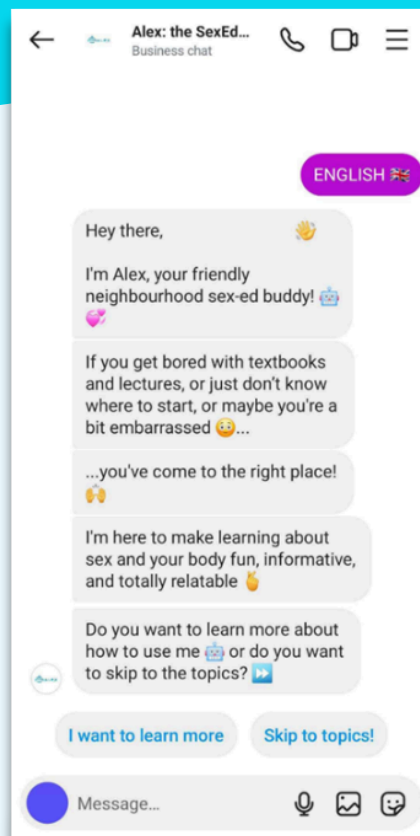 Alex: the SexEd...
Business chat
ENGLISH 🇬🇧
Hey there, 👋
I'm Alex, your friendly
neighbourhood sex-ed buddy! 🤖
💞
If you get bored with textbooks
and lectures, or just don't know
where to start, or maybe you're a
bit embarrassed 😳...
...you've come to the right place!
🙌
I'm here to make learning about
sex and your body fun, informative,
and totally relatable 🫰
Do you want to learn more about
how to use me 🤖 or do you want
to skip to the topics? ⏩
I want to learn more
Skip to topics!
Message...